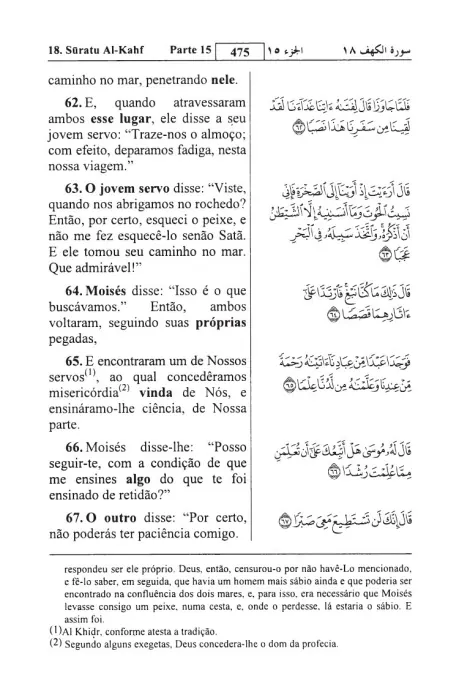 18. Sūratu Al-Kahf Parte 15 475 الجزء ١٥ سورة الكهف ١٨
caminho no mar, penetrando nele.
62. E, quando atravessaram
ambos esse lugar, ele disse a seu
jovem servo: “Traze-nos o almoço;
com efeito, deparamos fadiga, nesta
nossa viagem.”
فَلَمَّا جَاوَزَا قَالَ لِفَتَىٰهُ ءَاتِنَا غَدَآءَنَا لَقَدْ
لَقِينَا مِن سَفَرِنَا هَٰذَا نَصَبًا ٦٢
63. O jovem servo disse: “Viste,
quando nos abrigamos no rochedo?
Então, por certo, esqueci o peixe, e
não me fez esquecê-lo senão Satã.
E ele tomou seu caminho no mar.
Que admirável!”
قَالَ أَرَءَيْتَ إِذْ أَوَيْنَآ إِلَى ٱلصَّخْرَةِ فَإِنِّي
نَسِيتُ ٱلْحُوتَ وَمَآ أَنسَىٰنِيهُ إِلَّا ٱلشَّيْطَٰنُ
أَنْ أَذْكُرَهُۥ وَٱتَّخَذَ سَبِيلَهُۥ فِي ٱلْبَحْرِ
عَجَبًا ٦٣
64. Moisés disse: “Isso é o que
buscávamos.” Então, ambos
voltaram, seguindo suas próprias
pegadas,
قَالَ ذَٰلِكَ مَا كُنَّا نَبْغِ فَٱرْتَدَّا عَلَىٰٓ
ءَاثَارِهِمَا قَصَصًا ٦٤
65. E encontraram um de Nossos
servos(1), ao qual concedêramos
misericórdia(2) vinda de Nós, e
ensináramo-lhe ciência, de Nossa
parte.
فَوَجَدَا عَبْدًا مِّنْ عِبَادِنَآ ءَاتَيْنَٰهُ رَحْمَةً
مِّنْ عِندِنَا وَعَلَّمْنَٰهُ مِن لَّدُنَّا عِلْمًا ٦٥
66. Moisés disse-lhe: “Posso
seguir-te, com a condição de que
me ensines algo do que te foi
ensinado de retidão?”
قَالَ لَهُۥ مُوسَىٰ هَلْ أَتَّبِعُكَ عَلَىٰٓ أَن تُعَلِّمَنِ
مِمَّا عُلِّمْتَ رُشْدًا ٦٦
67. O outro disse: “Por certo,
não poderás ter paciência comigo.
قَالَ إِنَّكَ لَن تَسْتَطِيعَ مَعِيَ صَبْرًا ٦٧
respondeu ser ele próprio. Deus, então, censurou-o por não havê-Lo mencionado,
e fê-lo saber, em seguida, que havia um homem mais sábio ainda e que poderia ser
encontrado na confluência dos dois mares, e, para isso, era necessário que Moisés
levasse consigo um peixe, numa cesta, e, onde o perdesse, lá estaria o sábio. E
assim foi.
(1)Al Khiḍr, conforme atesta a tradição.
(2) Segundo alguns exegetas, Deus concedera-lhe o dom da profecia.